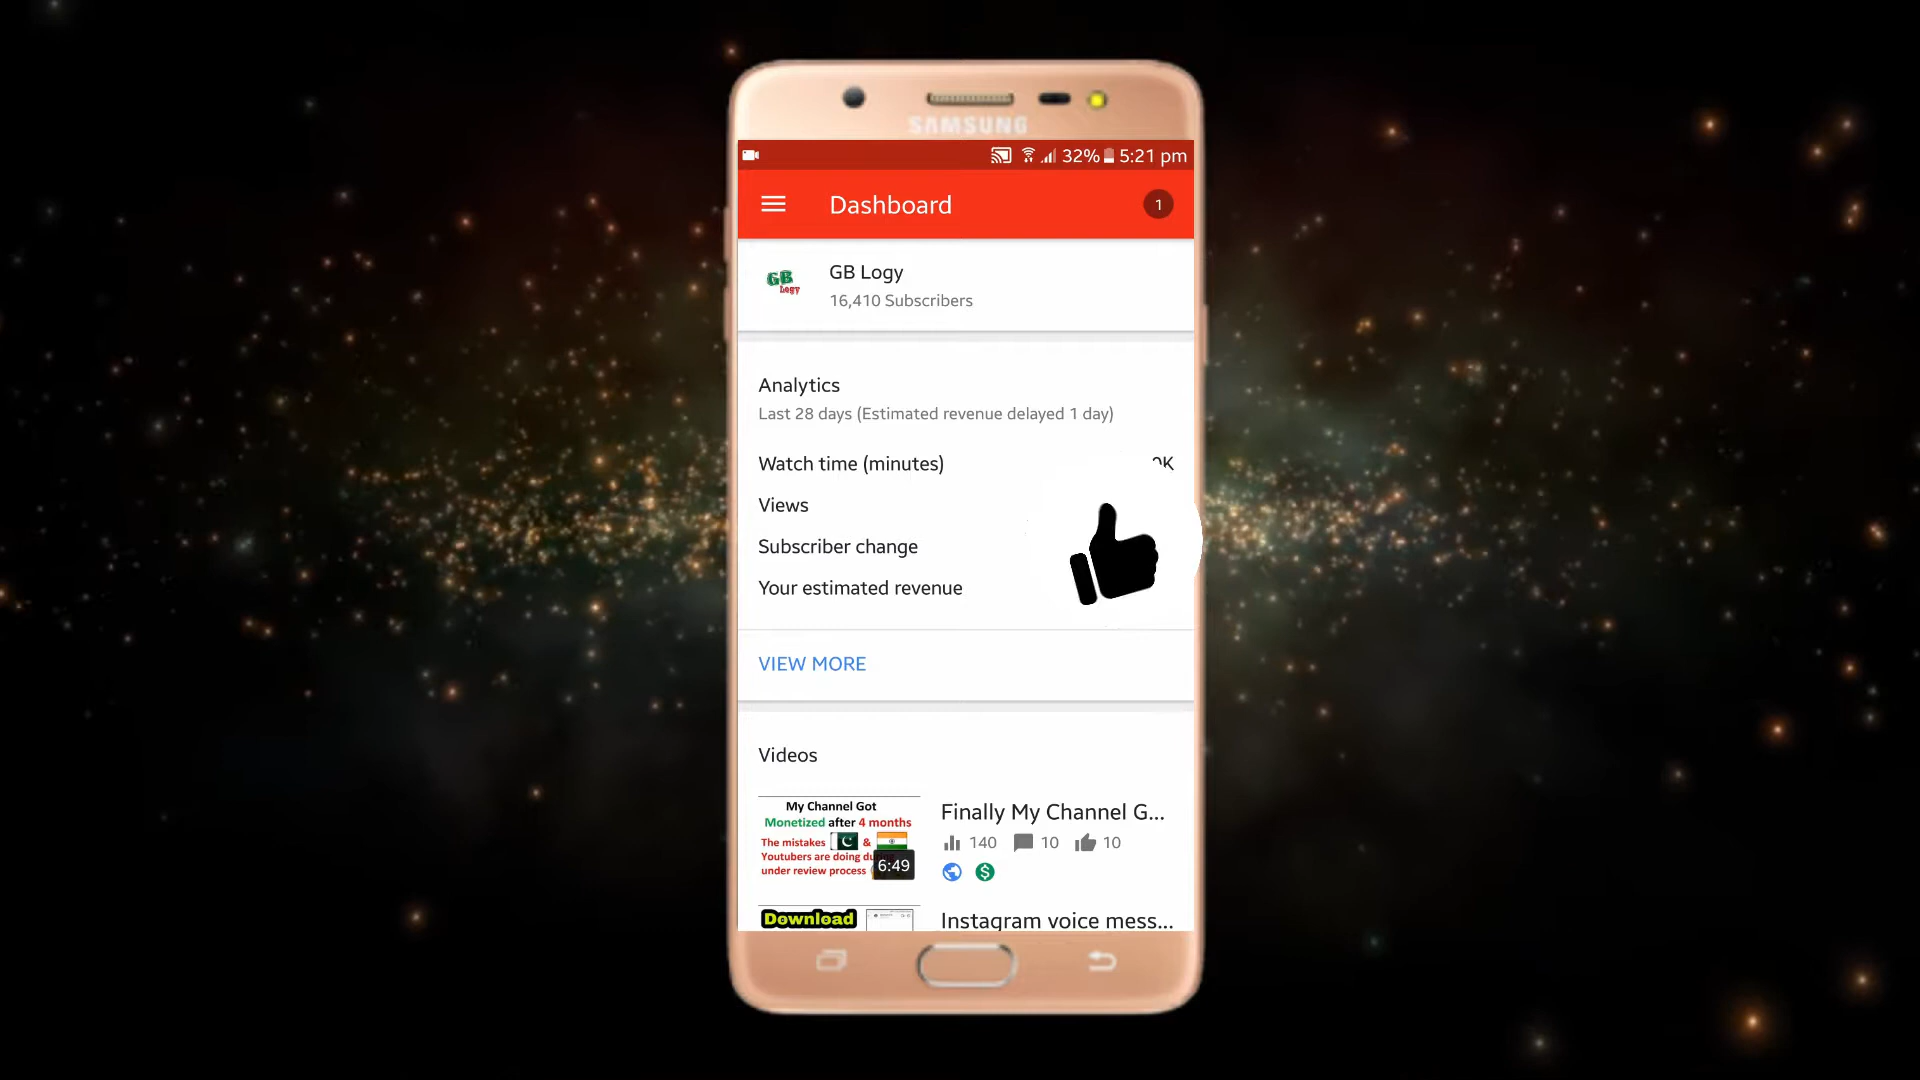 SAMSUNG
32% 5:21 pm
Dashboard
1
GB Logy
GB Logy
16,410 Subscribers
Analytics
Last 28 days (Estimated revenue delayed 1 day)
Watch time (minutes)
Views
Subscriber change
Your estimated revenue
VIEW MORE
Videos
My Channel Got
Monetized after 4 months
The mistakes &
Youtubers are doing
under review process
6:49
Finally My Channel G...
140 10 10
Download
Instagram voice mess...